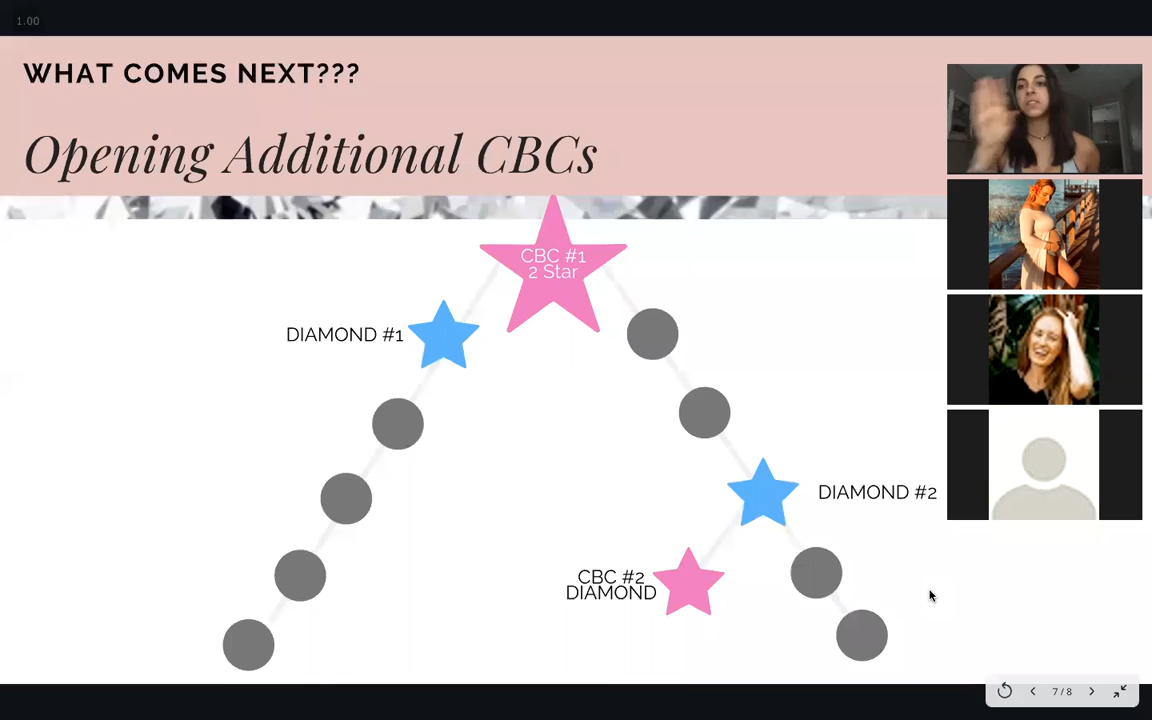 1.00
WHAT COMES NEXT???
Opening Additional CBCs
CBC #1
2 Star
DIAMOND #1
DIAMOND #2
CBC #2
DIAMOND
7/8